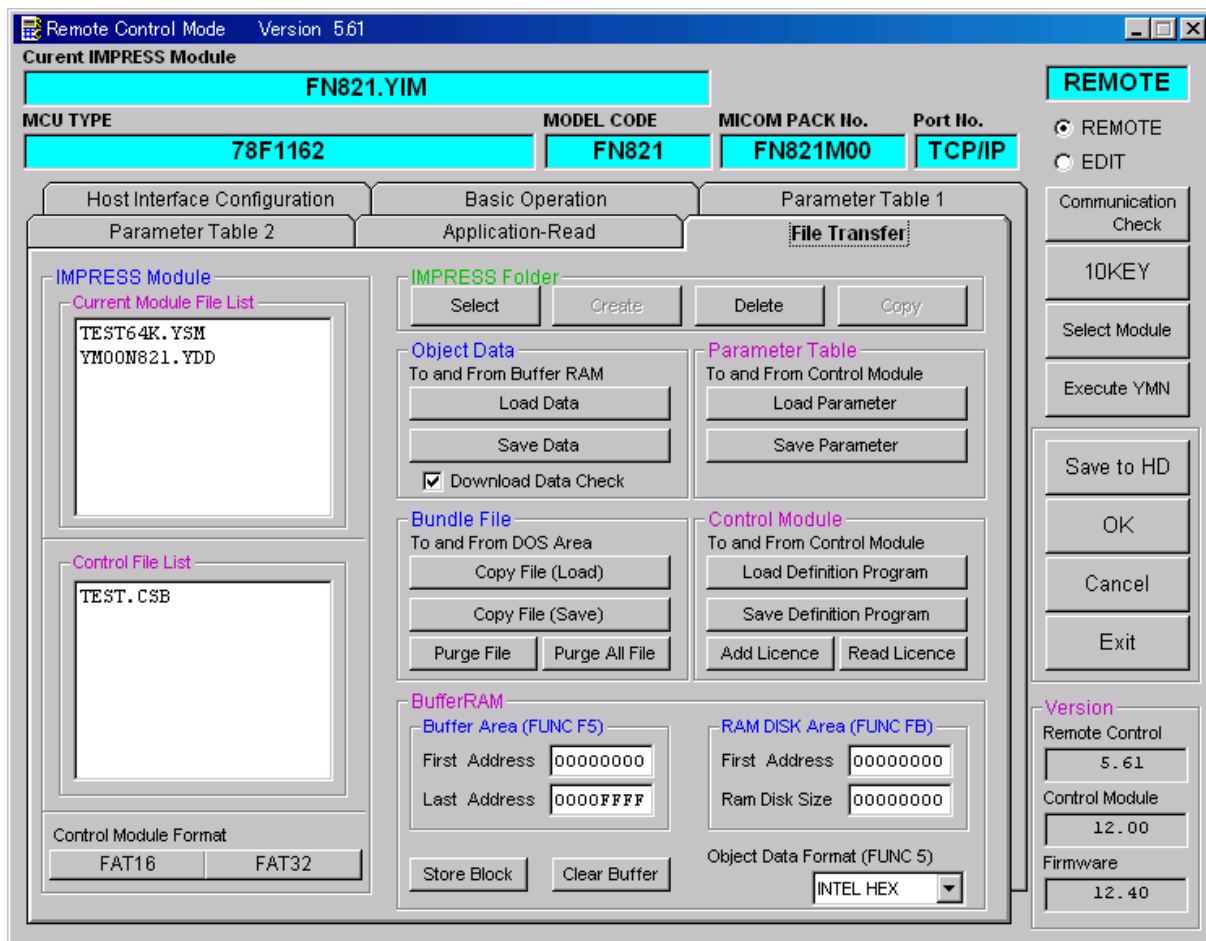 Remote Control Mode Version 5.61
Curent IMPRESS Module
FN821.YIM
REMOTE
MCU TYPE
MODEL CODE
MICOM PACK No.
Port No.
78F1162
FN821
FN821M00
TCP/IP
REMOTE
EDIT
Host Interface Configuration
Basic Operation
Parameter Table 1
Parameter Table 2
Application-Read
File Transfer
Communication
Check
10KEY
Select Module
Execute YMN
Save to HD
OK
Cancel
Exit
IMPRESS Module
Current Module File List
TEST64K.YSM
YM00N821.YDD
Control File List
TEST.CSB
Control Module Format
FAT16
FAT32
IMPRESS Folder
Select
Create
Delete
Copy
Object Data
To and From Buffer RAM
Load Data
Save Data
Download Data Check
Parameter Table
To and From Control Module
Load Parameter
Save Parameter
Bundle File
To and From DOS Area
Copy File (Load)
Copy File (Save)
Purge File
Purge All File
Control Module
To and From Control Module
Load Definition Program
Save Definition Program
Add Licence
Read Licence
BufferRAM
Buffer Area (FUNC F5)
First Address 00000000
Last Address 0000FFFF
RAM DISK Area (FUNC FB)
First Address 00000000
Ram Disk Size 00000000
Store Block
Clear Buffer
Object Data Format (FUNC 5)
INTEL HEX
Version
Remote Control
5.61
Control Module
12.00
Firmware
12.40